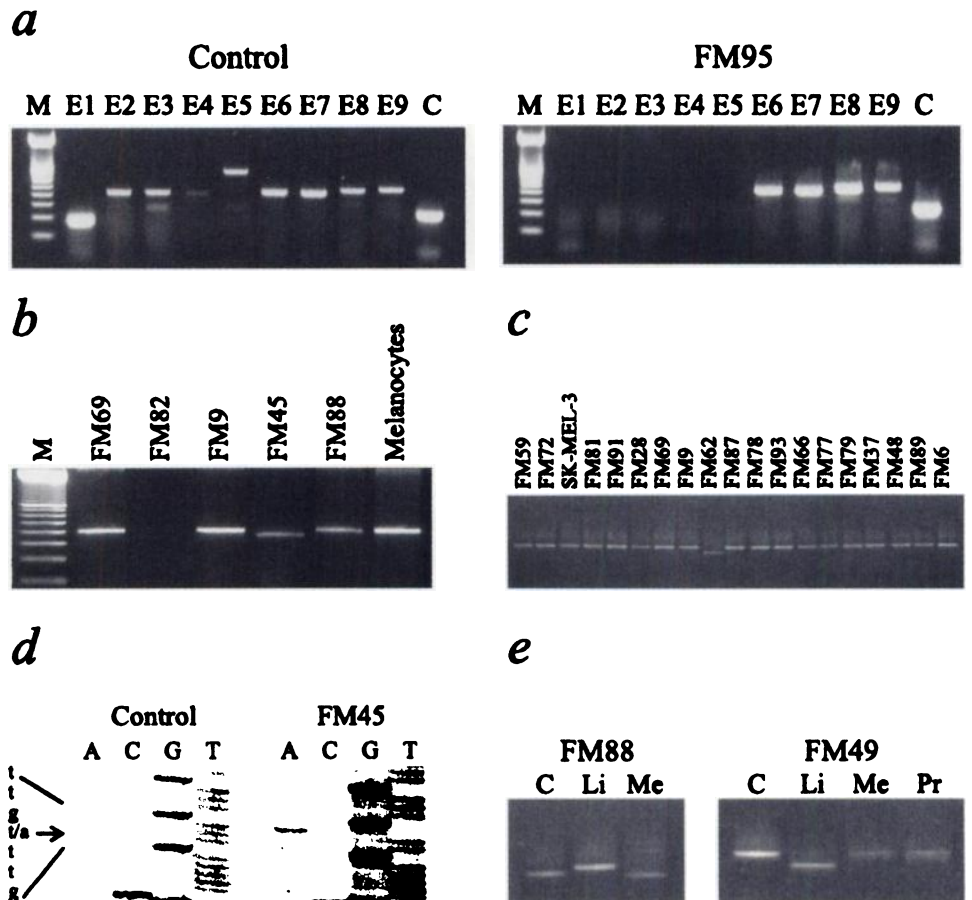 a
Control
M E1 E2 E3 E4 E5 E6 E7 E8 E9 C
FM95
M E1 E2 E3 E4 E5 E6 E7 E8 E9 C
b
M
FM69
FM82
FM9
FM45
FM88
Melanocytes
c
FM59
FM72
SK-MEL-3
FM81
FM91
FM28
FM69
FM9
FM62
FM87
FM78
FM93
FM66
FM77
FM79
FM37
FM48
FM89
FM6
d
Control
A C G T
FM45
A C G T
t
t
g
t/a
t
t
g
e
FM88
C Li Me
FM49
C Li Me Pr